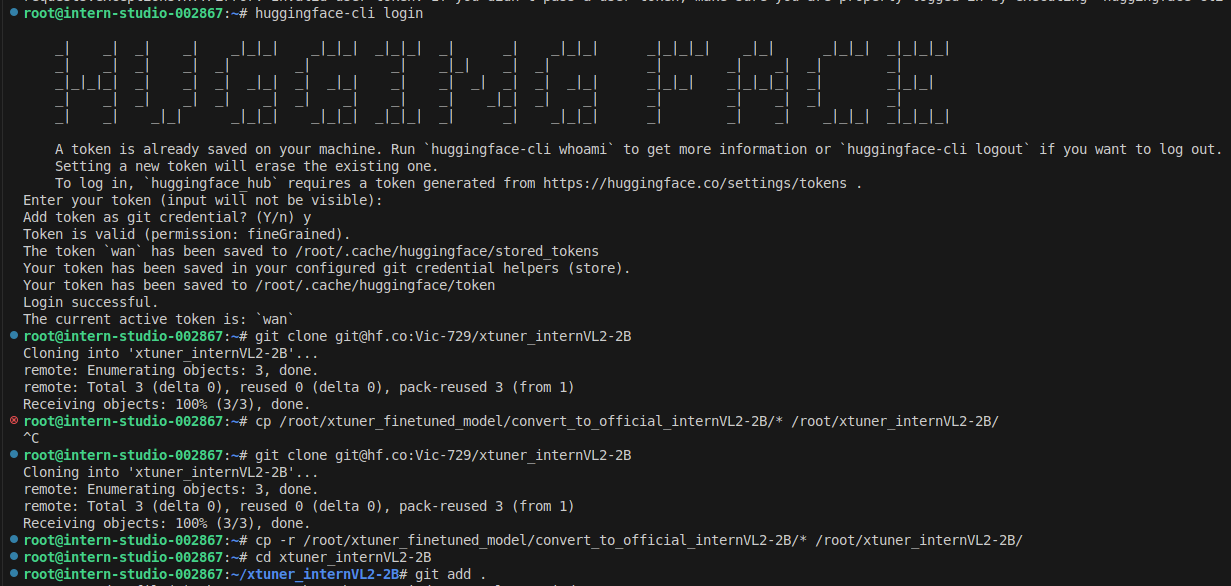 root@intern-studio-002867:~# huggingface-cli login
HUGGING FACE
A token is already saved on your machine. Run `huggingface-cli whoami` to get more information or `huggingface-cli logout` if you want to log out.
Setting a new token will erase the existing one.
To log in, `huggingface_hub` requires a token generated from https://huggingface.co/settings/tokens .
Enter your token (input will not be visible):
Add token as git credential? (Y/n) y
Token is valid (permission: fineGrained).
The token `wan` has been saved to /root/.cache/huggingface/stored_tokens
Your token has been saved in your configured git credential helpers (store).
Your token has been saved to /root/.cache/huggingface/token
Login successful.
The current active token is: `wan`
root@intern-studio-002867:~# git clone git@hf.co:Vic-729/xtuner_internVL2-2B
Cloning into 'xtuner_internVL2-2B'...
remote: Enumerating objects: 3, done.
remote: Total 3 (delta 0), reused 0 (delta 0), pack-reused 3 (from 1)
Receiving objects: 100% (3/3), done.
root@intern-studio-002867:~# cp /root/xtuner_finetuned_model/convert_to_official_internVL2-2B/* /root/xtuner_internVL2-2B/
^C
root@intern-studio-002867:~# git clone git@hf.co:Vic-729/xtuner_internVL2-2B
Cloning into 'xtuner_internVL2-2B'...
remote: Enumerating objects: 3, done.
remote: Total 3 (delta 0), reused 0 (delta 0), pack-reused 3 (from 1)
Receiving objects: 100% (3/3), done.
root@intern-studio-002867:~# cp -r /root/xtuner_finetuned_model/convert_to_official_internVL2-2B/* /root/xtuner_internVL2-2B/
root@intern-studio-002867:~# cd xtuner_internVL2-2B
root@intern-studio-002867:~/xtuner_internVL2-2B# git add .